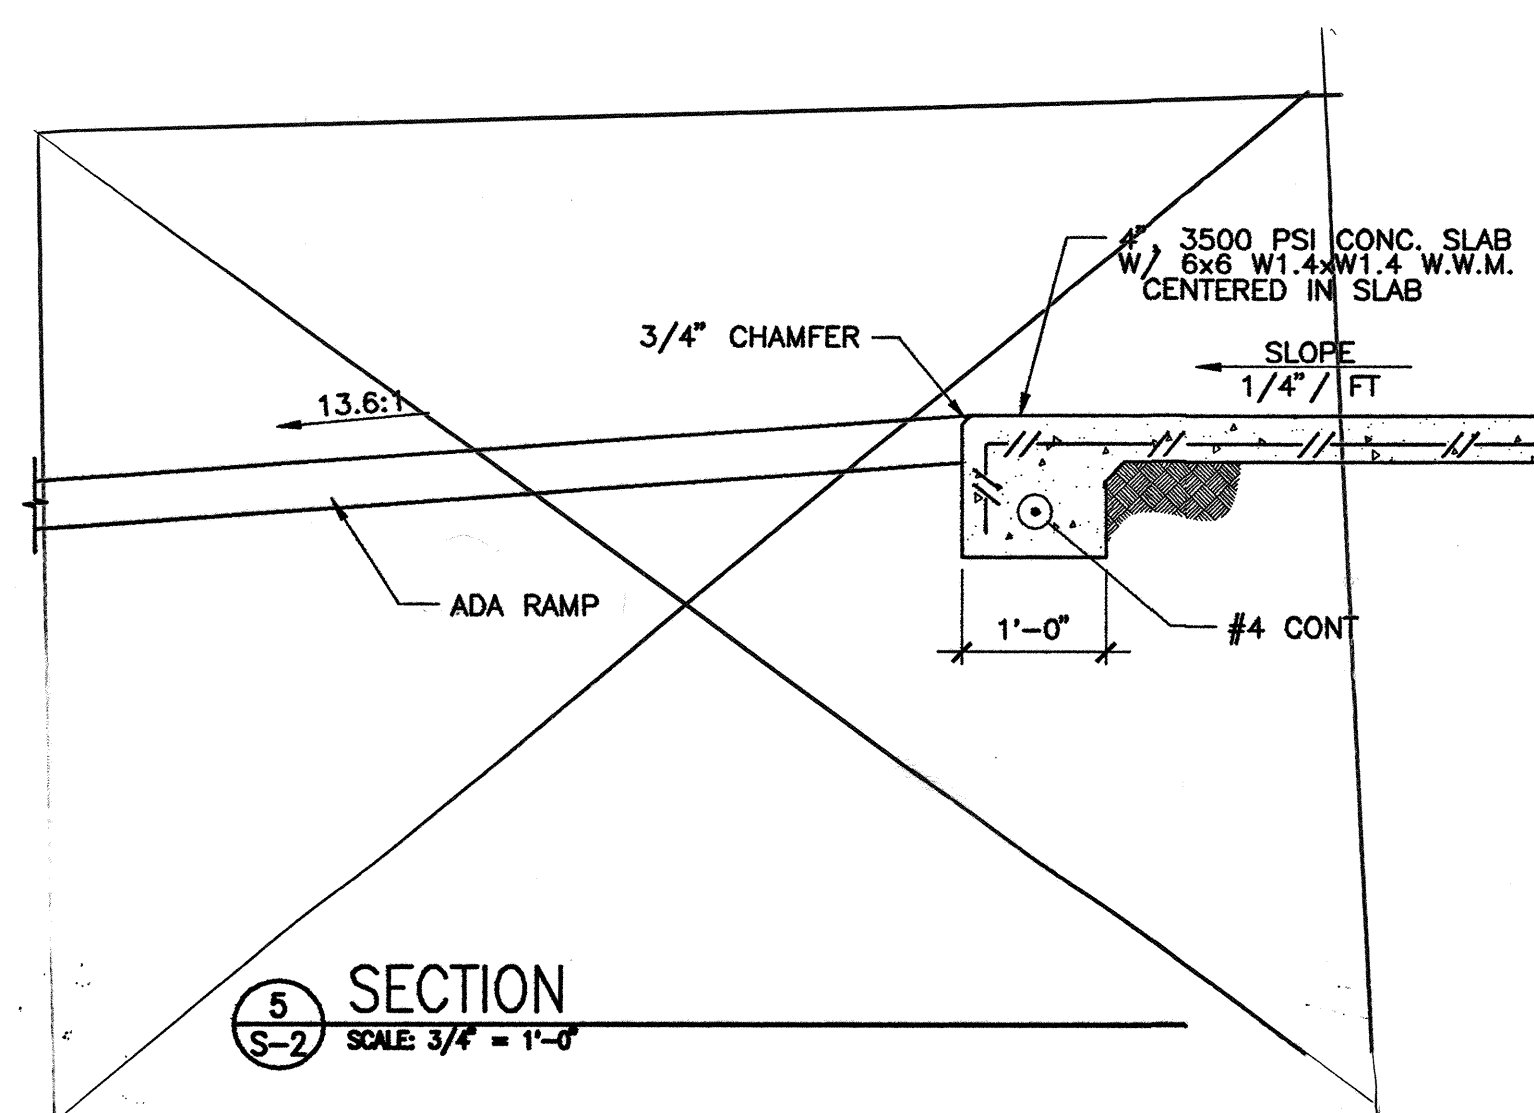 4", 3500 PSI CONC. SLAB
W/ 6x6 W1.4xW1.4 W.W.M.
CENTERED IN SLAB
3/4" CHAMFER
SLOPE
1/4" / FT
13.6:1
ADA RAMP
1'-0"
#4 CONT
5
S-2
SECTION
SCALE: 3/4" = 1'-0"